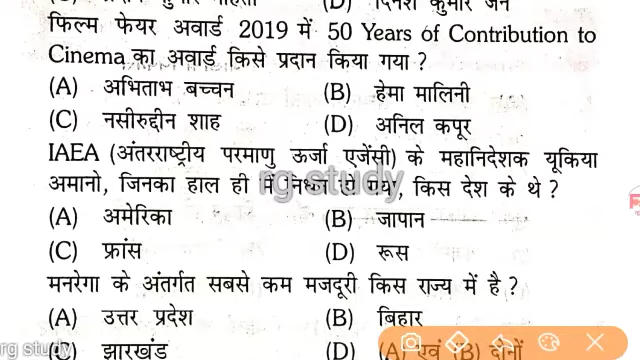 (D) दिनेश कुमार जैन
फिल्म फेयर अवार्ड 2019 में 50 Years of Contribution to
Cinema का अवार्ड किसे प्रदान किया गया ?
(A) अभिताभ बच्चन (B) हेमा मालिनी
(C) नसीरुद्दीन शाह (D) अनिल कपूर
IAEA (अंतरराष्ट्रीय परमाणु ऊर्जा एजेंसी) के महानिदेशक यूकिया
अमानो, जिनका हाल ही में निधन हो गया, किस देश के थे ?
rg study
(A) अमेरिका (B) जापान
(C) फ्रांस (D) रूस
मनरेगा के अंतर्गत सबसे कम मजदूरी किस राज्य में है ?
(A) उत्तर प्रदेश (B) बिहार
(C) झारखंड (D) (A) एवं (B) दोनों
rg study